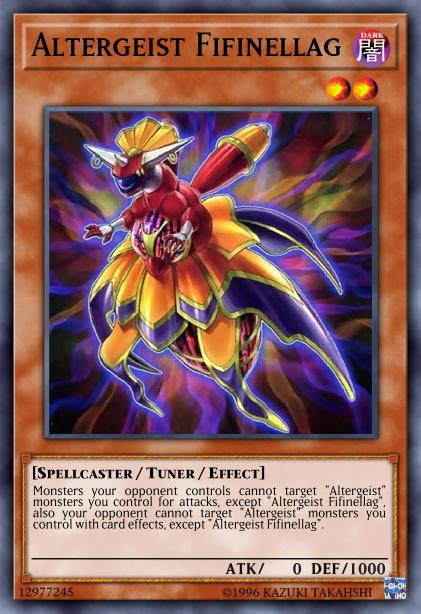 ALTERGEIST FIFINELLAG
DARK
闇
[SPELLCASTER / TUNER / EFFECT]
Monsters your opponent controls cannot target "Altergeist"
monsters you control for attacks, except "Altergeist Fifinellag",
also your opponent cannot target "Altergeist" monsters you
control with card effects, except "Altergeist Fifinellag".
ATK/ 0 DEF/1000
12977245 ©1996 KAZUKI TAKAHSHI